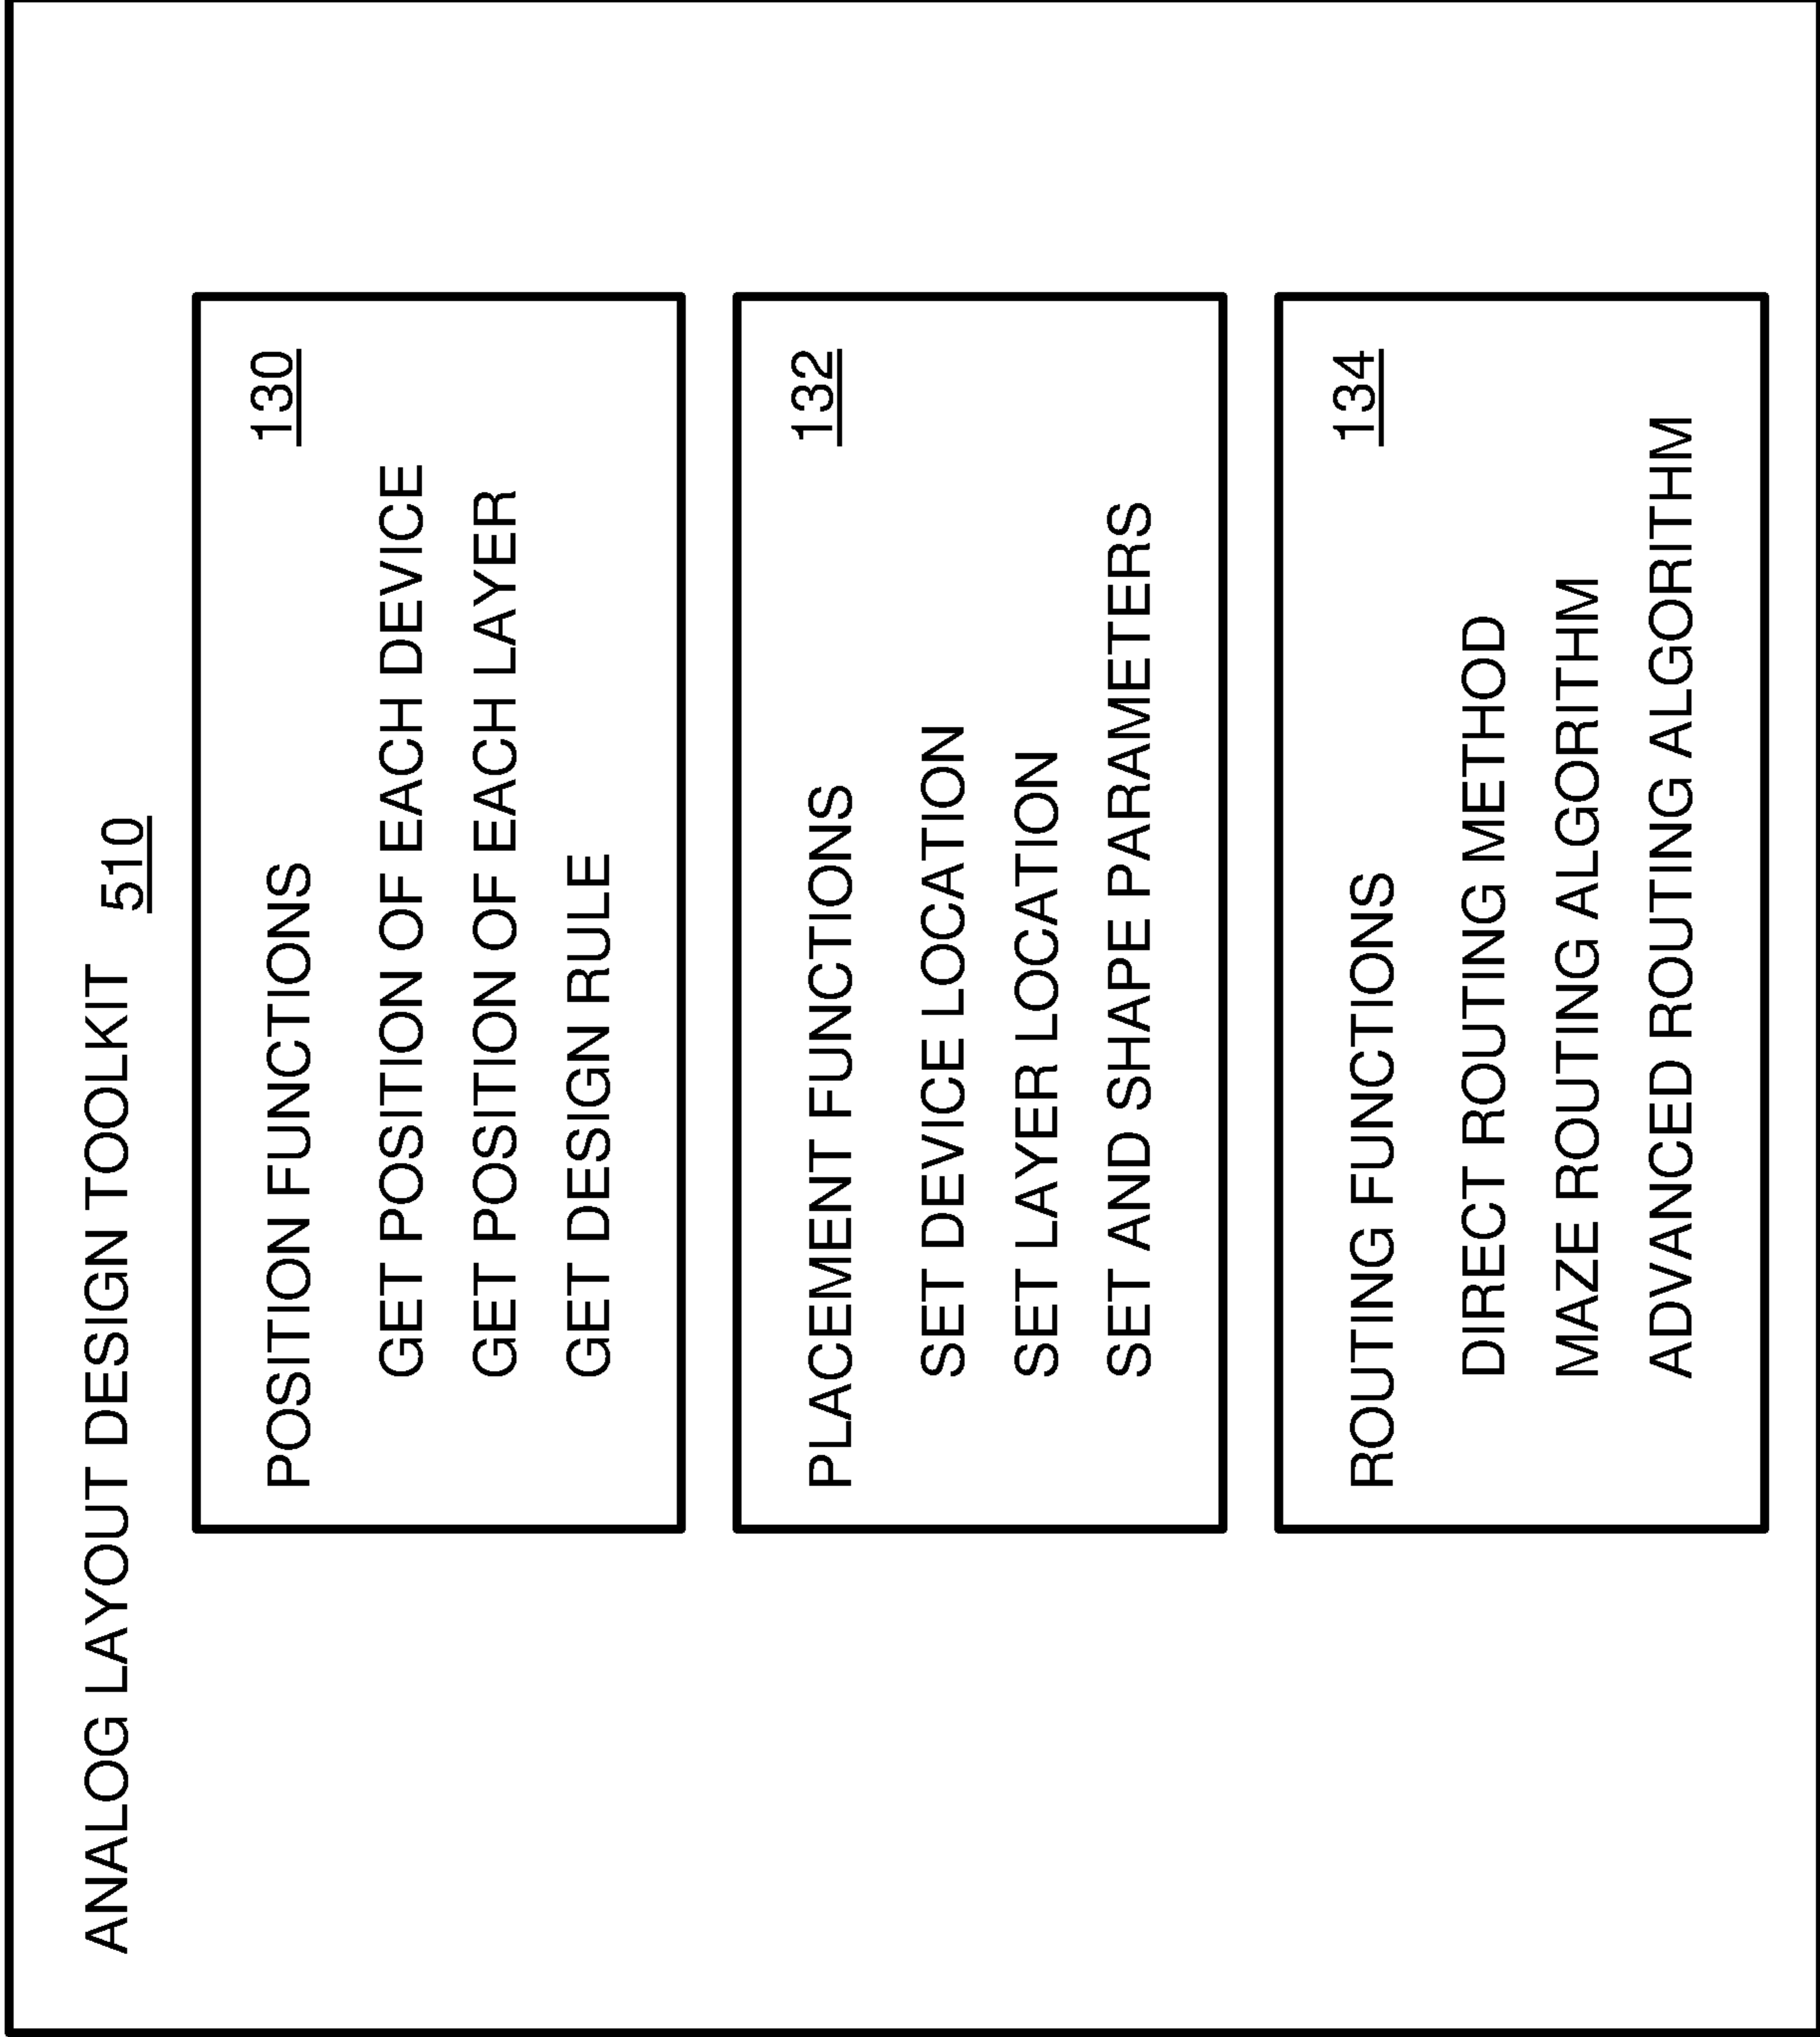 ANALOG LAYOUT DESIGN TOOLKIT 510
POSITION FUNCTIONS 130
GET POSITION OF EACH DEVICE
GET POSITION OF EACH LAYER
GET DESIGN RULE
PLACEMENT FUNCTIONS 132
SET DEVICE LOCATION
SET LAYER LOCATION
SET AND SHAPE PARAMETERS
ROUTING FUNCTIONS 134
DIRECT ROUTING METHOD
MAZE ROUTING ALGORITHM
ADVANCED ROUTING ALGORITHM